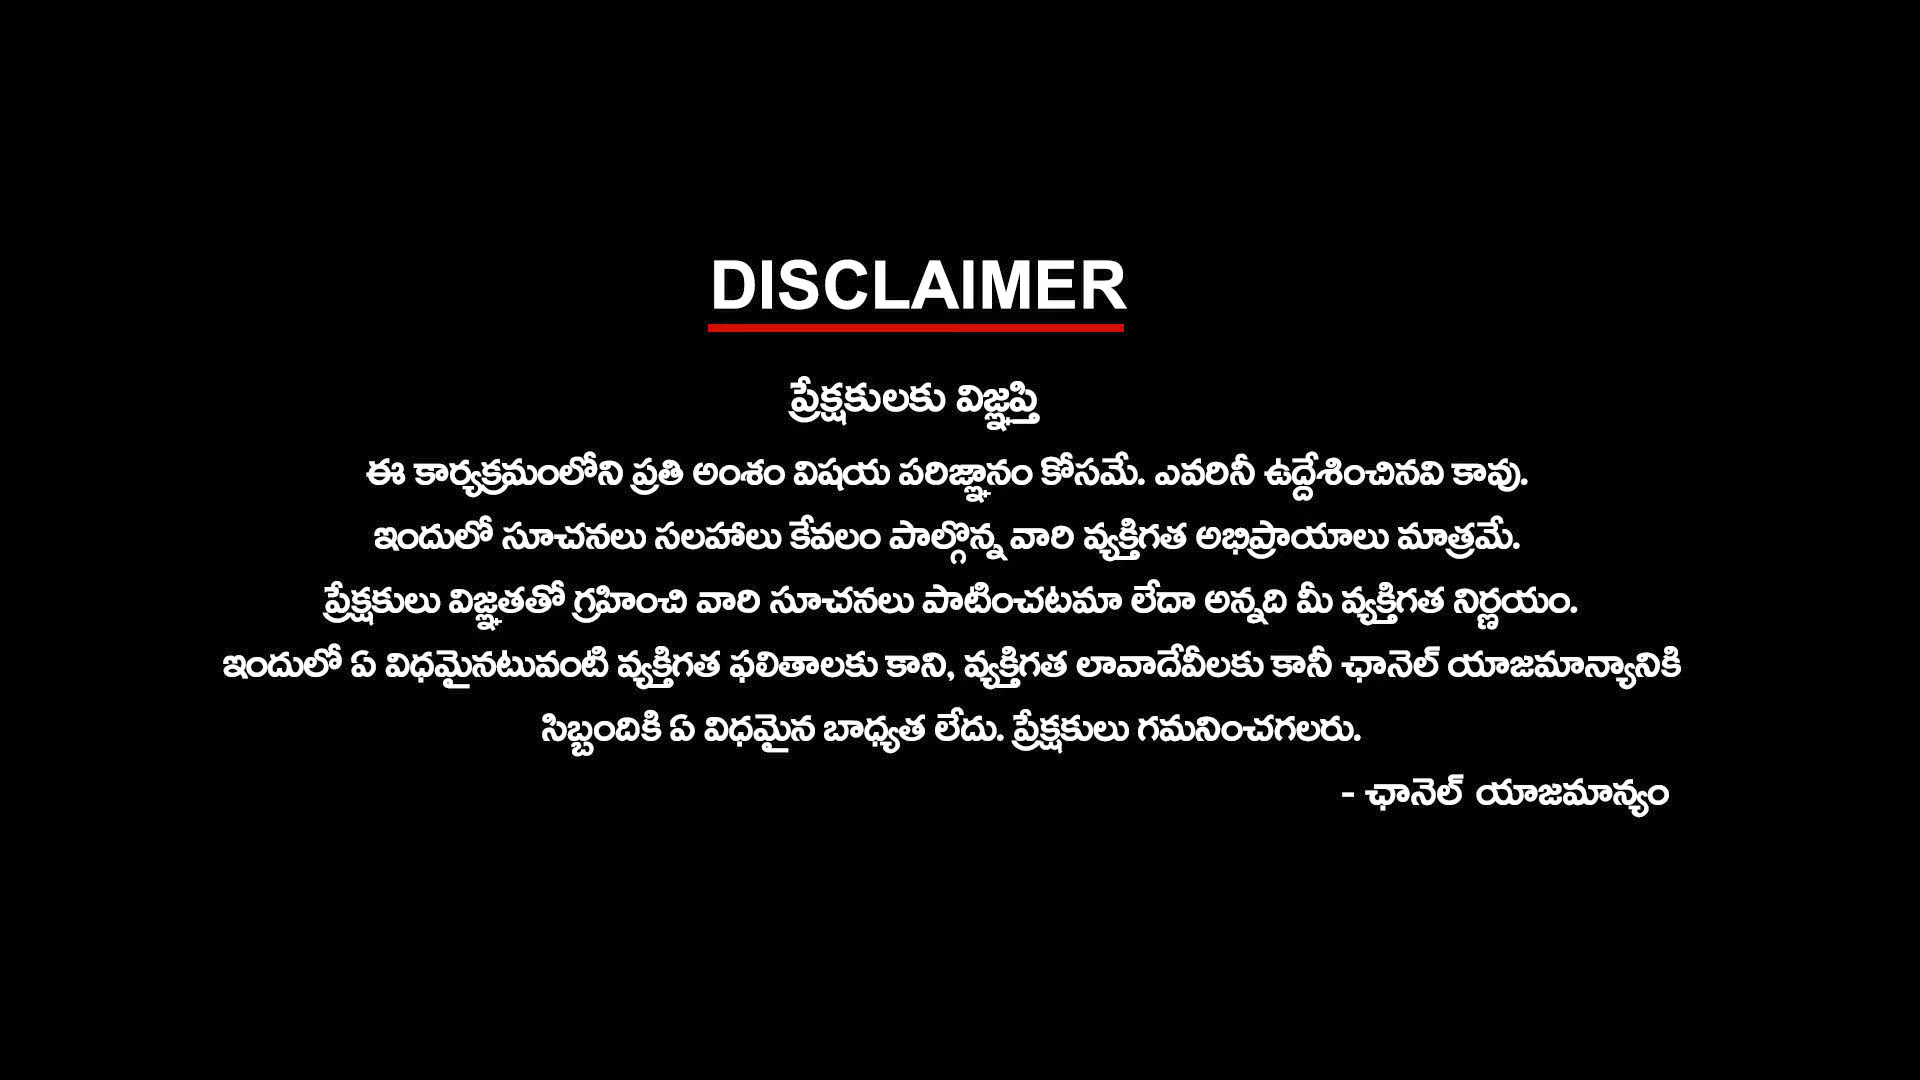 DISCLAIMER
ప్రేక్షకులకు విజ్ఞప్తి
ఈ కార్యక్రమంలోని ప్రతి అంశం విషయ పరిజ్ఞానం కోసమే. ఎవరినీ ఉద్దేశించినవి కావు.
ఇందులో సూచనలు సలహాలు కేవలం పాల్గొన్న వారి వ్యక్తిగత అభిప్రాయాలు మాత్రమే.
ప్రేక్షకులు విజ్ఞతతో గ్రహించి వారి సూచనలు పాటించటమా లేదా అన్నది మీ వ్యక్తిగత నిర్ణయం.
ఇందులో ఏ విధమైనటువంటి వ్యక్తిగత ఫలితాలకు కాని, వ్యక్తిగత లావాదేవీలకు కానీ ఛానెల్ యాజమాన్యానికి
సిబ్బందికి ఏ విధమైన బాధ్యత లేదు. ప్రేక్షకులు గమనించగలరు.
- ఛానెల్ యాజమాన్యం